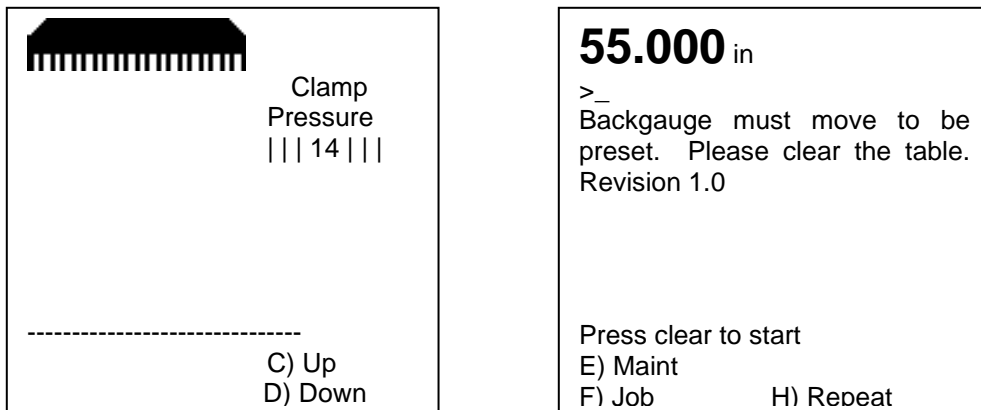 Clamp
Pressure
| | | 14 | | |
-------------------------------
C) Up
D) Down
55.000 in
>_
Backgauge must move to be
preset. Please clear the table.
Revision 1.0
Press clear to start
E) Maint
F) Job H) Repeat